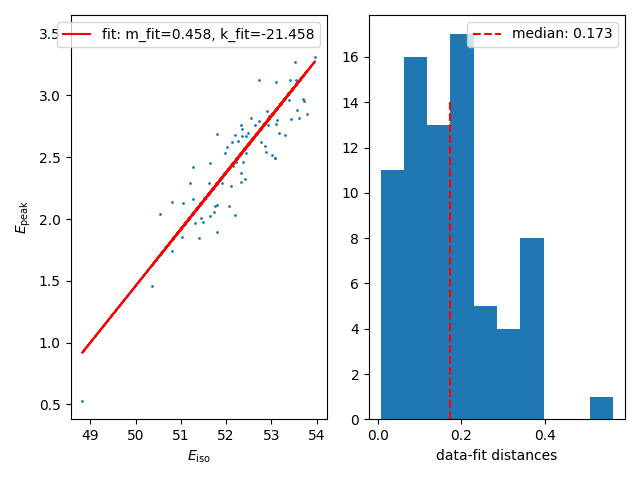 3.5
3.0
2.5
2.0
1.5
1.0
0.5
E_peak
fit: m_fit=0.458, k_fit=-21.458
49 50 51 52 53 54
E_iso
16
14
12
10
8
6
4
2
0
median: 0.173
0.0 0.2 0.4
data-fit distances